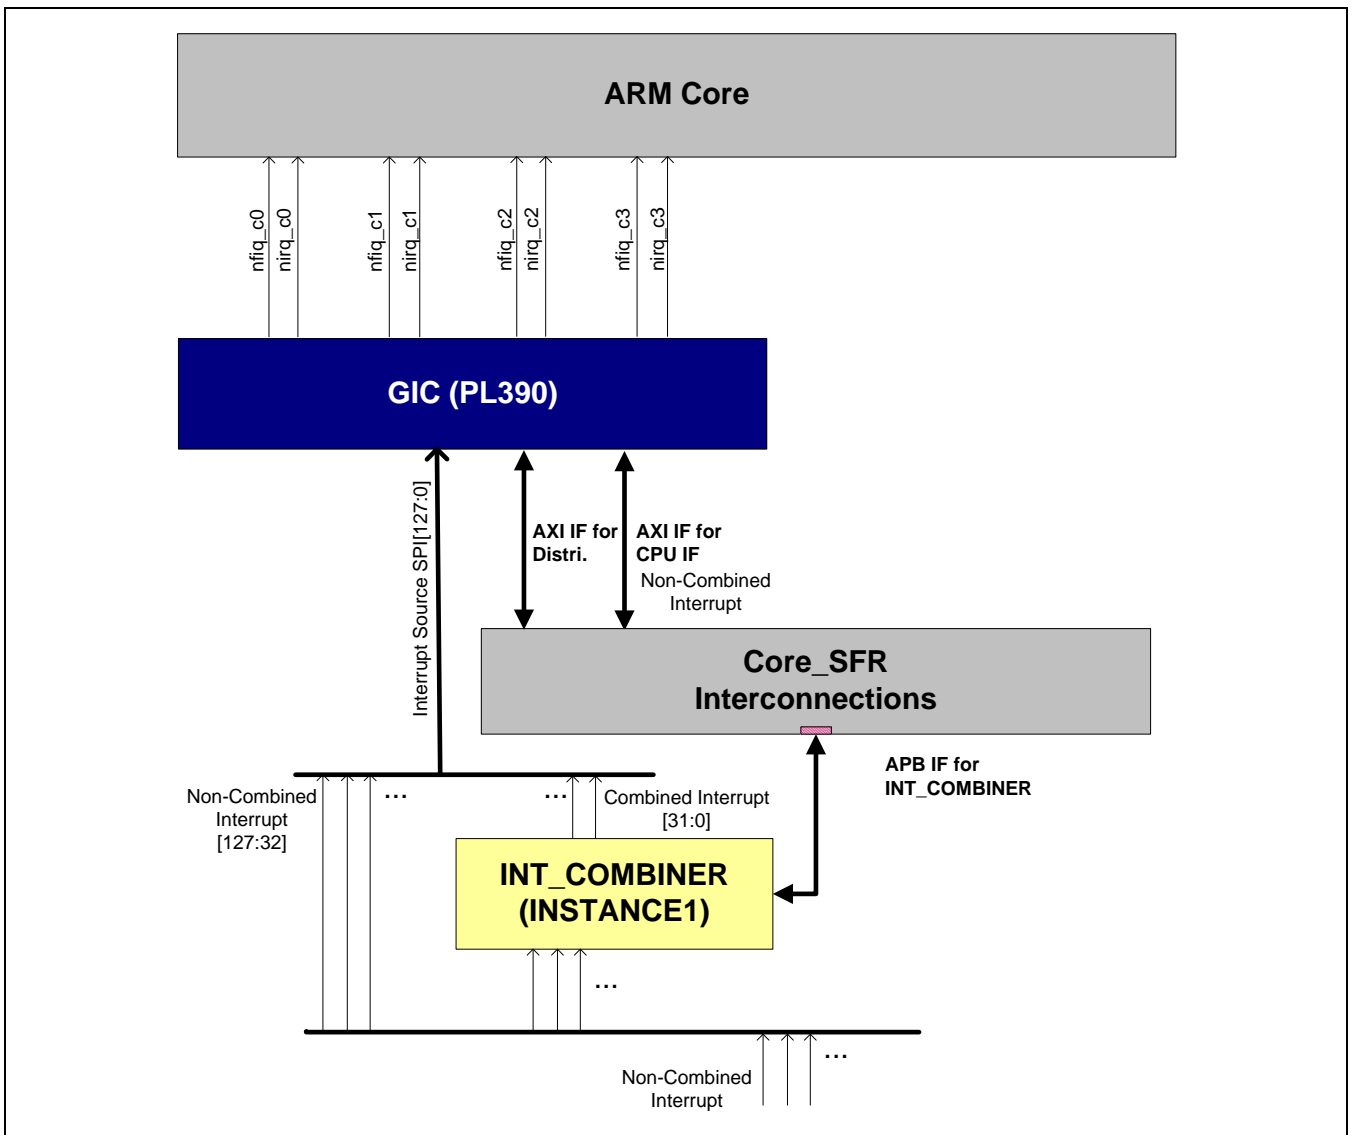 ARM Core
nfiq_c0
nirq_c0
nfiq_c1
nirq_c1
nfiq_c2
nirq_c2
nfiq_c3
nirq_c3
GIC (PL390)
Interrupt Source SPI[127:0]
AXI IF for
Distri.
AXI IF for
CPU IF
Non-Combined
Interrupt
Core_SFR
Interconnections
APB IF for
INT_COMBINER
Non-Combined
Interrupt
[127:32]
...
...
Combined Interrupt
[31:0]
INT_COMBINER
(INSTANCE1)
...
...
Non-Combined
Interrupt